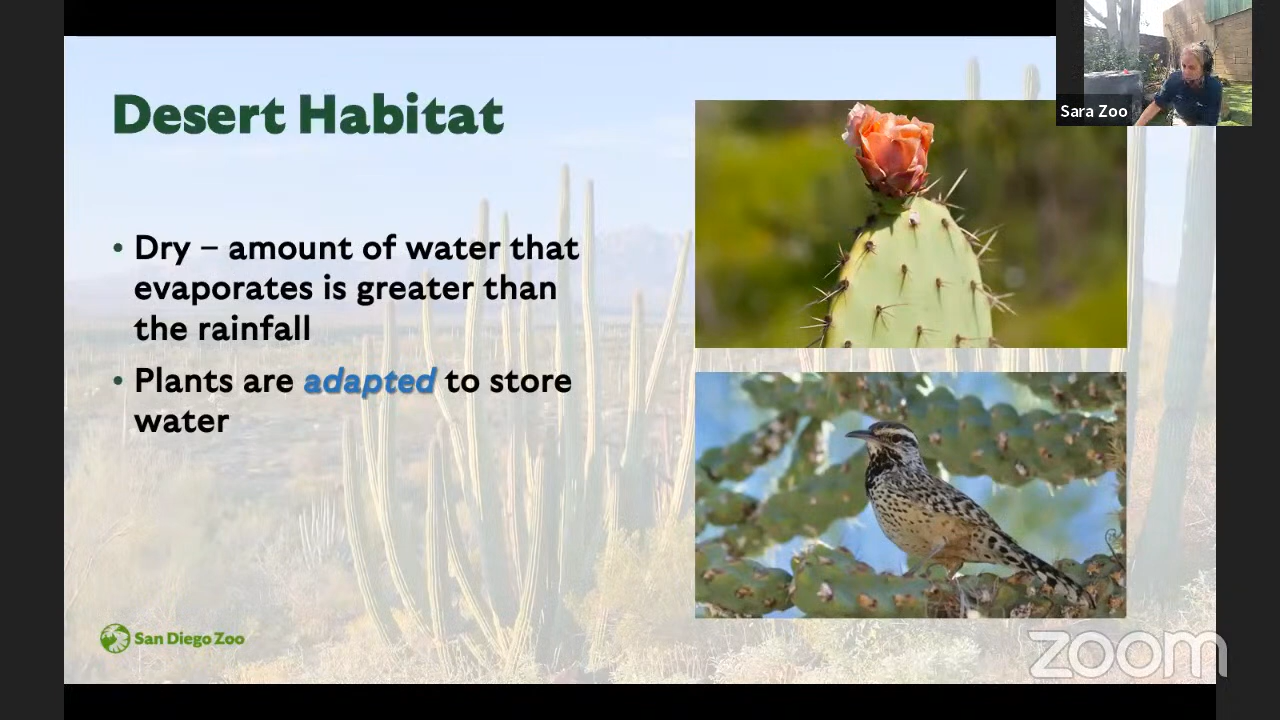 Desert Habitat
Sara Zoo
• Dry – amount of water that
evaporates is greater than
the rainfall
• Plants are adapted to store
water
San Diego Zoo
zoom